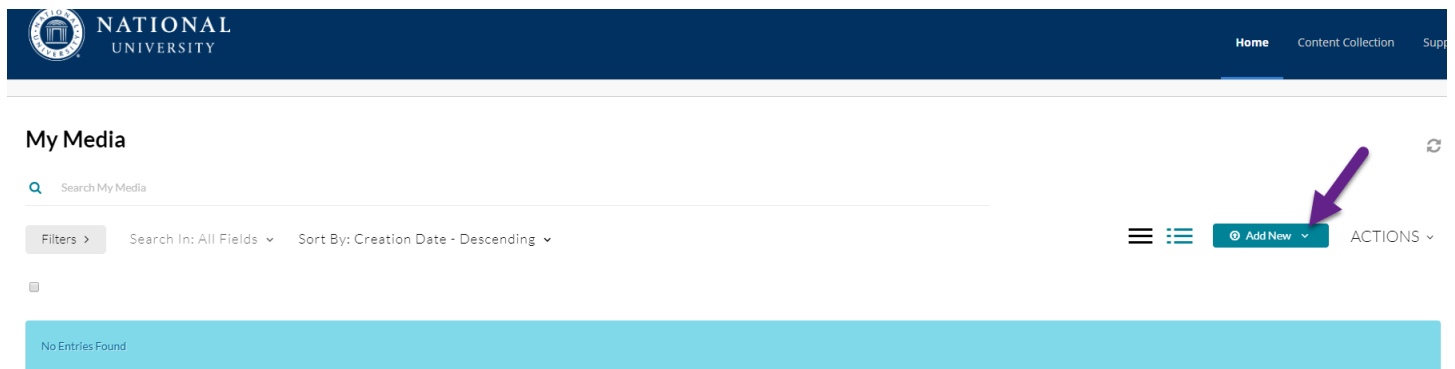 NATIONAL
UNIVERSITY
Home Content Collection
My Media
Search My Media
Filters > Search In: All Fields Sort By: Creation Date - Descending Add New ACTIONS
No Entries Found